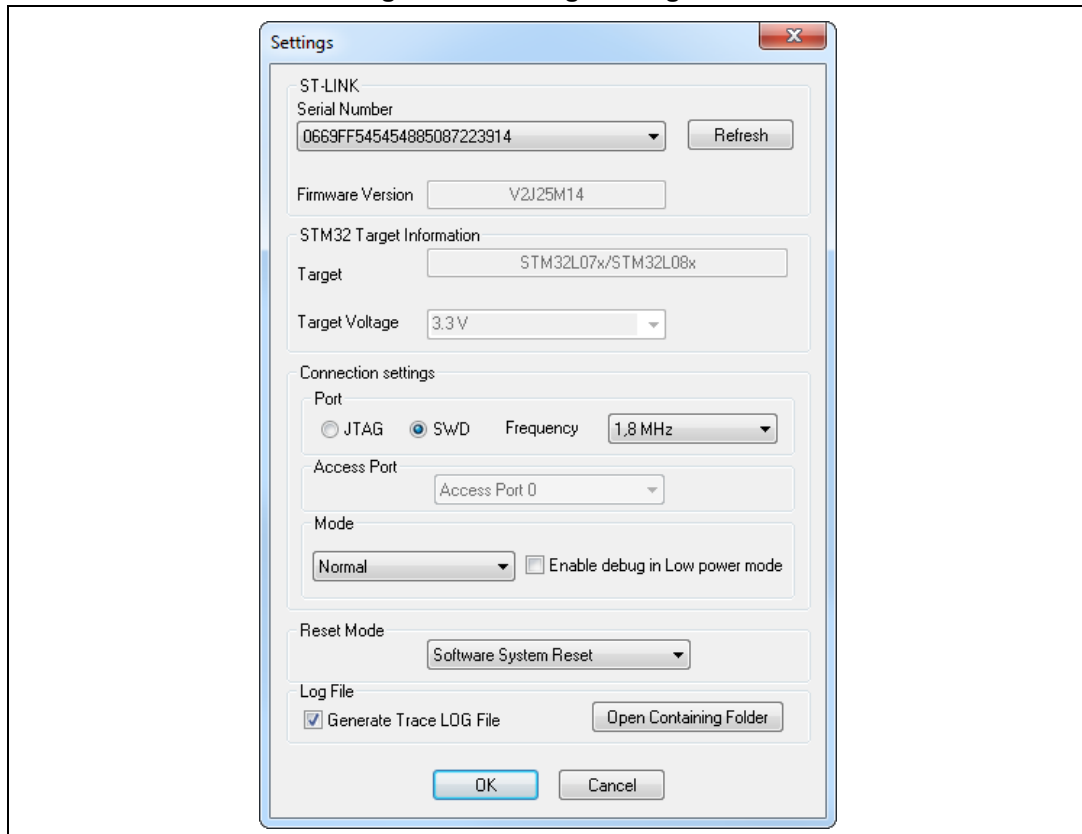 Settings
ST-LINK
Serial Number
0669FF545454885087223914
Refresh
Firmware Version V2J25M14
STM32 Target Information
Target STM32L07x/STM32L08x
Target Voltage 3.3 V
Connection settings
Port
JTAG SWD Frequency 1,8 MHz
Access Port
Access Port 0
Mode
Normal Enable debug in Low power mode
Reset Mode
Software System Reset
Log File
Generate Trace LOG File Open Containing Folder
OK Cancel